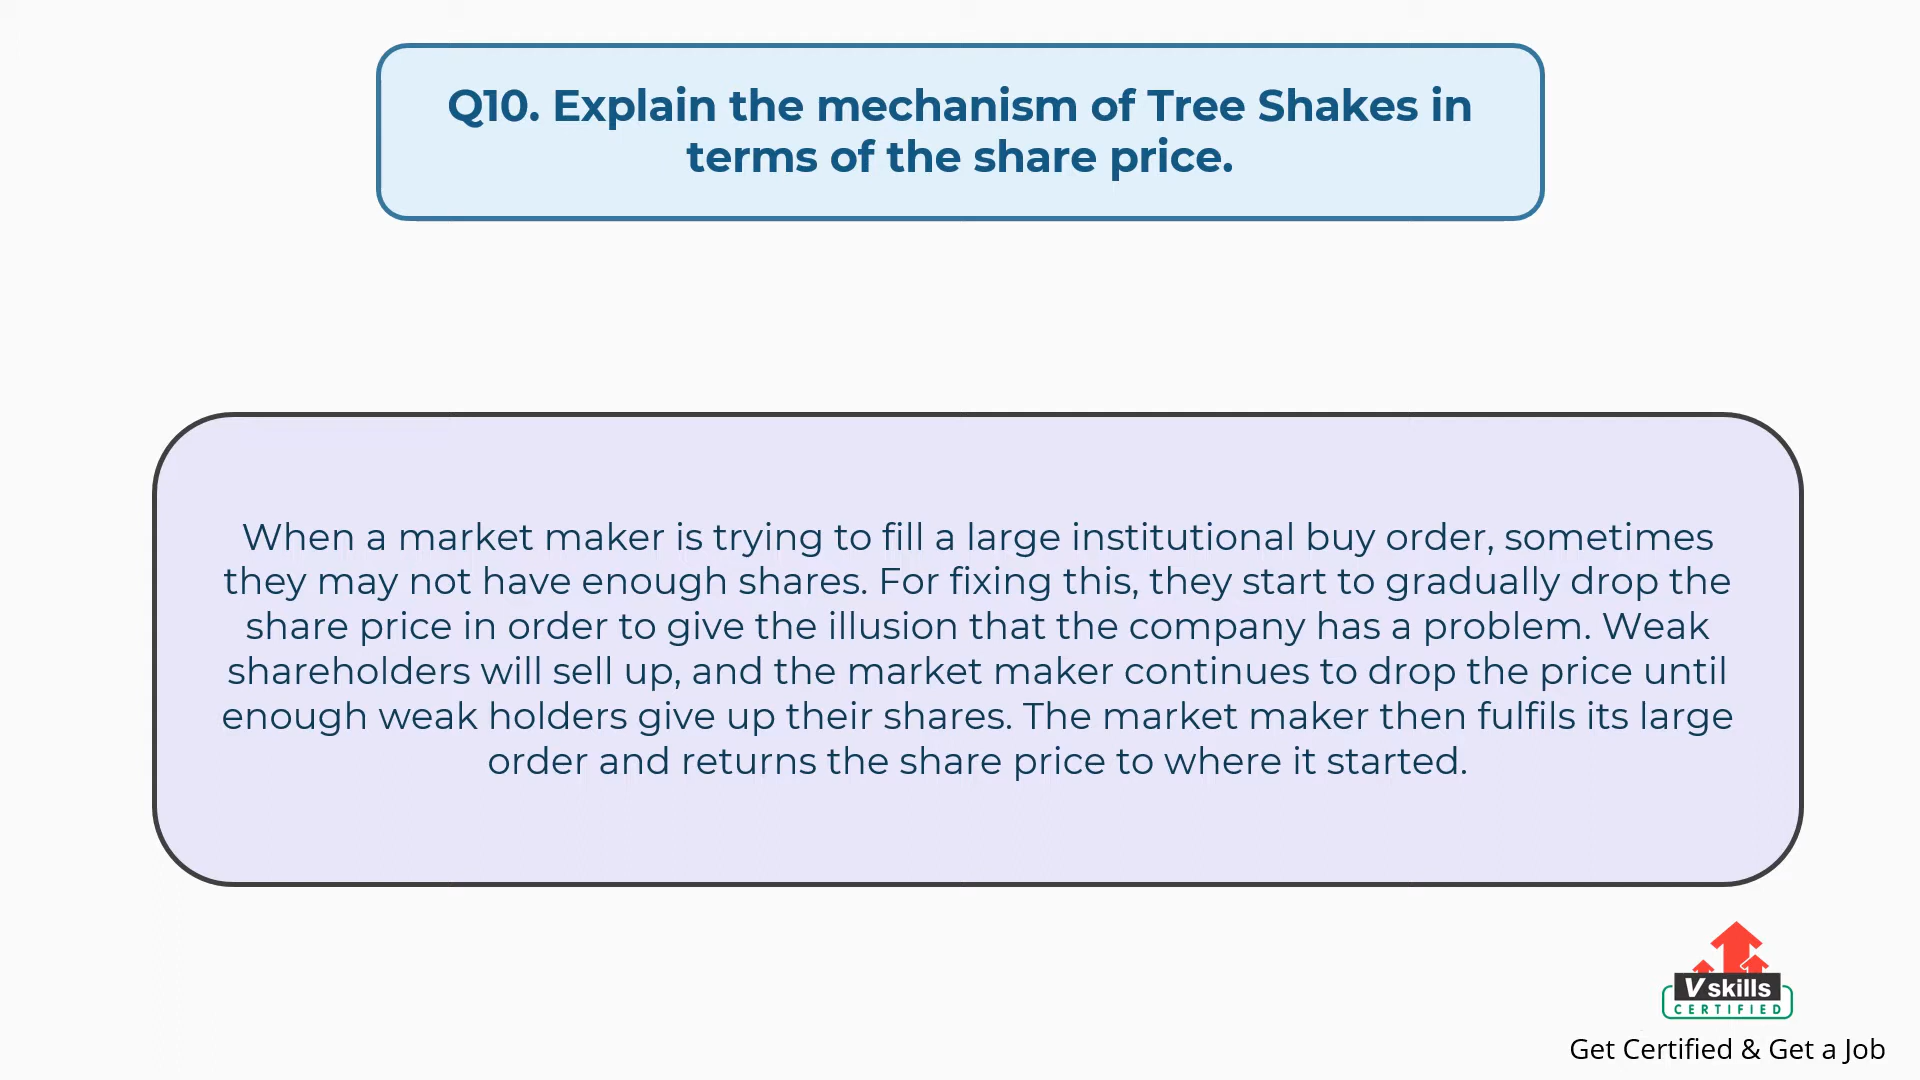 Q10. Explain the mechanism of Tree Shakes in
terms of the share price.
When a market maker is trying to fill a large institutional buy order, sometimes
they may not have enough shares. For fixing this, they start to gradually drop the
share price in order to give the illusion that the company has a problem. Weak
shareholders will sell up, and the market maker continues to drop the price until
enough weak holders give up their shares. The market maker then fulfils its large
order and returns the share price to where it started.
Vskills
CERTIFIED
Get Certified & Get a Job